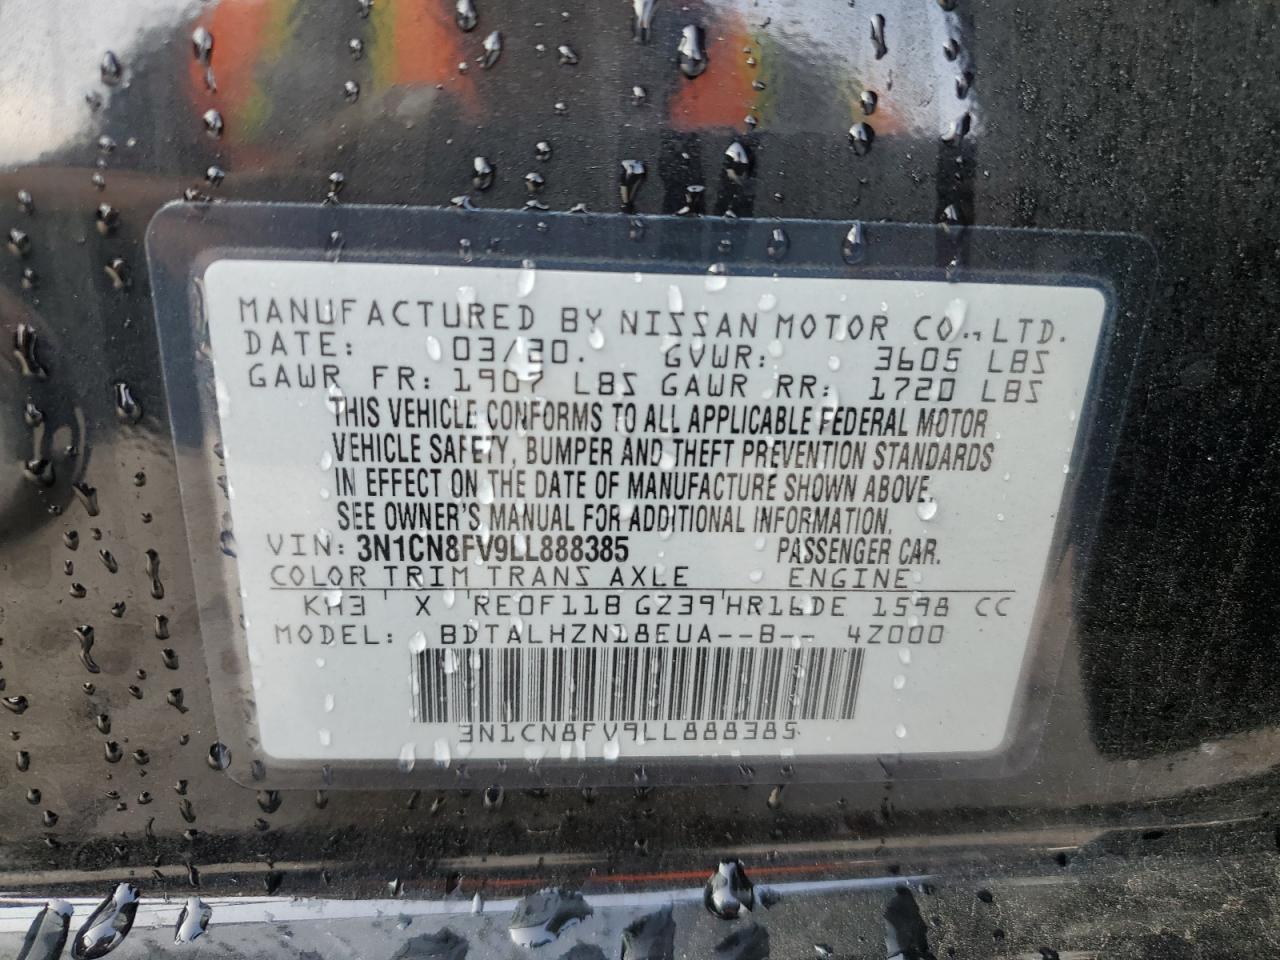 MANUFACTURED BY NISSAN MOTOR CO., LTD.
DATE: 03/20. GVWR: 3605 LBS
GAWR FR: 1907 LBS GAWR RR: 1720 LBS
THIS VEHICLE CONFORMS TO ALL APPLICABLE FEDERAL MOTOR
VEHICLE SAFETY, BUMPER AND THEFT PREVENTION STANDARDS
IN EFFECT ON THE DATE OF MANUFACTURE SHOWN ABOVE.
SEE OWNER'S MANUAL FOR ADDITIONAL INFORMATION.
VIN: 3N1CN8FV9LL888385 PASSENGER CAR.
COLOR TRIM TRANS AXLE ENGINE
KH3 X RE0F11B GZ39 HR16DE 1598 CC
MODEL: BDTALHZN18EUA--B-- 4Z000
3N1CN8FV9LL888385